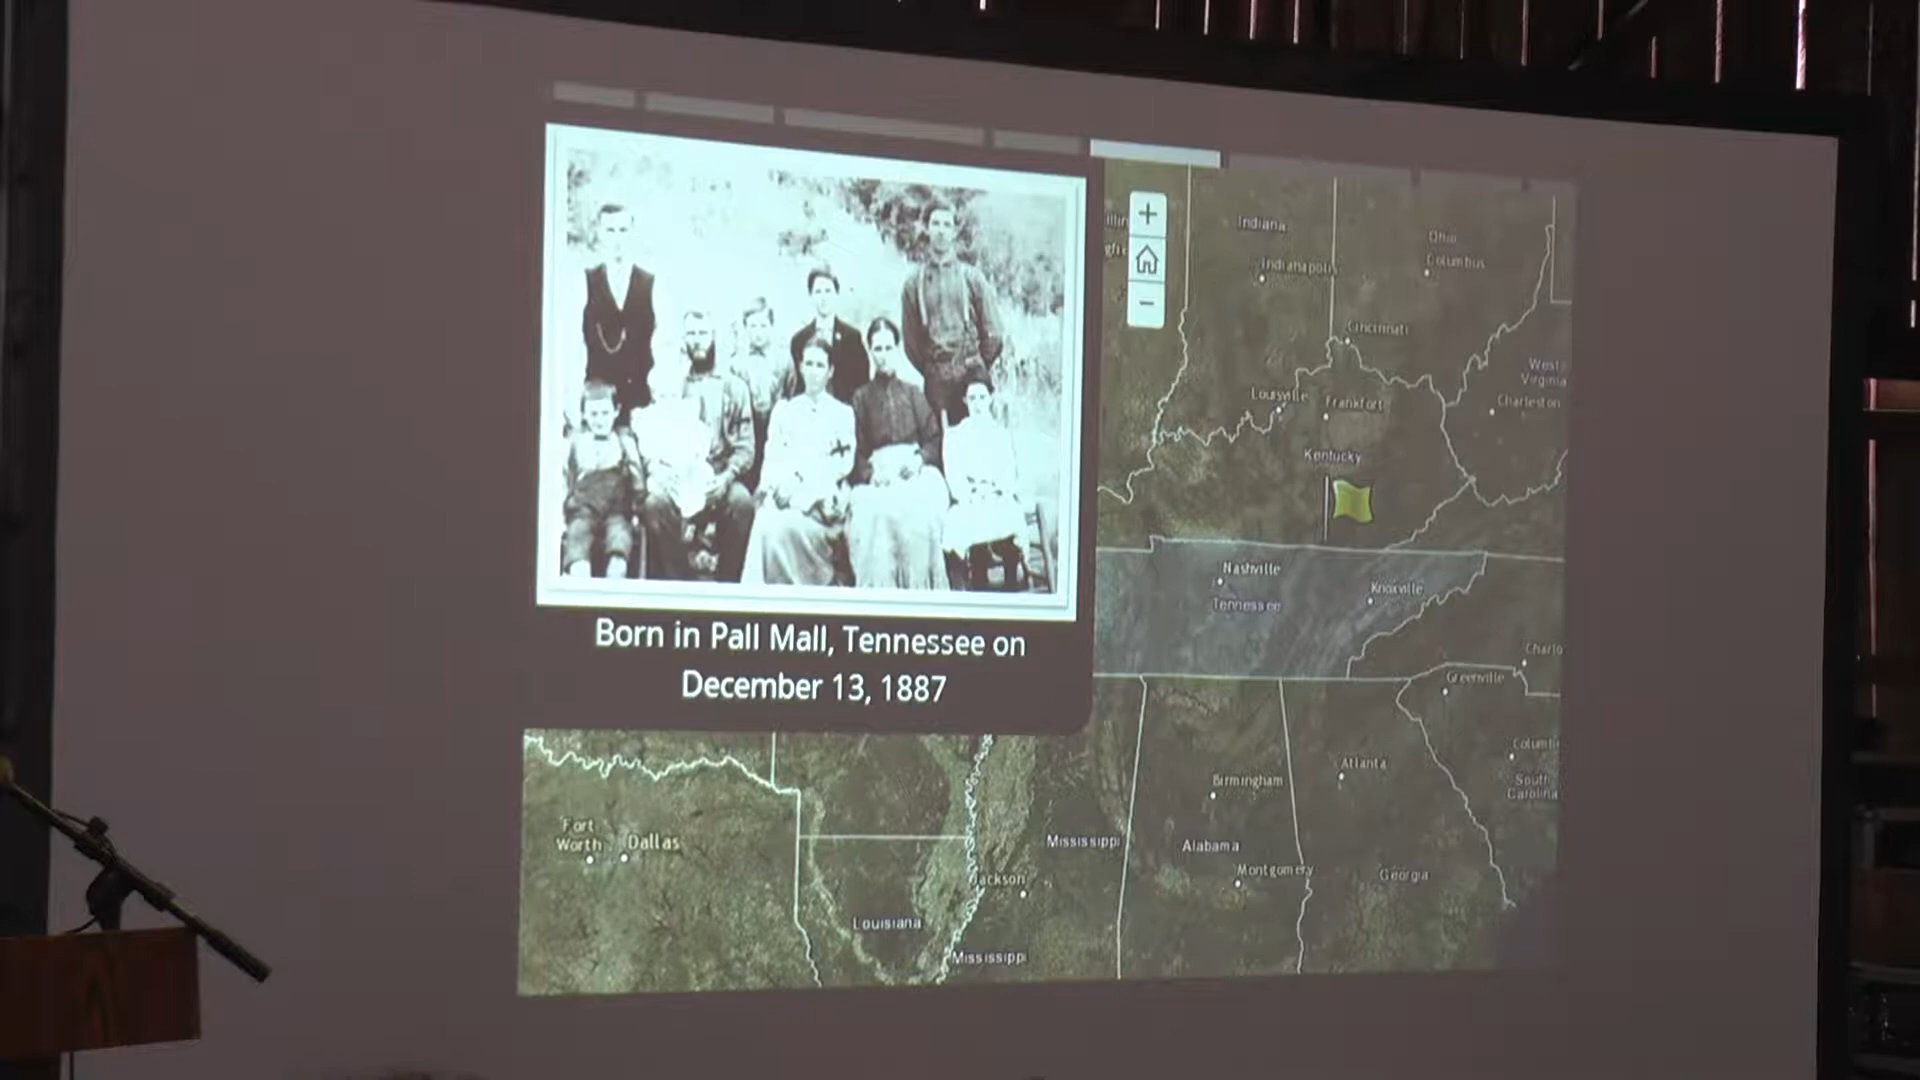 Born in Pall Mall, Tennessee on
December 13, 1887
+
−
Indiana
Indianapolis
Ohio
Columbus
Cincinnati
West
Virginia
Charleston
Louisville
Frankfort
Kentucky
Nashville
Knoxville
Tennessee
Charlo
Greenville
Columbi
South
Carolina
Atlanta
Birmingham
Mississippi
Alabama
Montgomery
Georgia
Fort
Worth
Dallas
Jackson
Louisiana
Mississippi